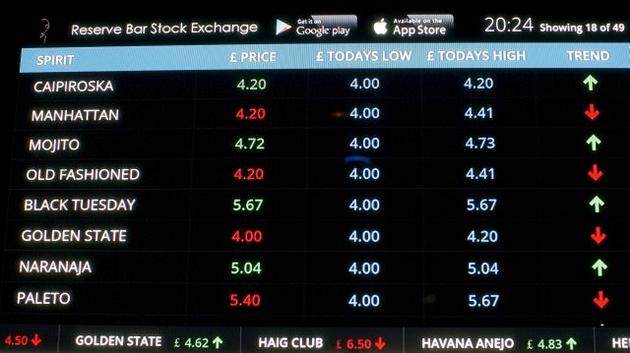 Reserve Bar Stock Exchange Get it on Google play Available on the App Store 20:24 Showing 18 of 49
SPIRIT £ PRICE £ TODAYS LOW £ TODAYS HIGH TREND
CAIPIROSKA 4.20 4.00 4.20 ↑
MANHATTAN 4.20 4.00 4.41 ↓
MOJITO 4.72 4.00 4.73 ↑
OLD FASHIONED 4.20 4.00 4.41 ↓
BLACK TUESDAY 5.67 4.00 5.67 ↑
GOLDEN STATE 4.00 4.00 4.20 ↓
NARANAJA 5.04 4.00 5.04 ↑
PALETO 5.40 4.00 5.67 ↓
4.50 ↓ GOLDEN STATE £ 4.62 ↑ HAIG CLUB £ 6.50 ↓ HAVANA ANEJO £ 4.83 ↑